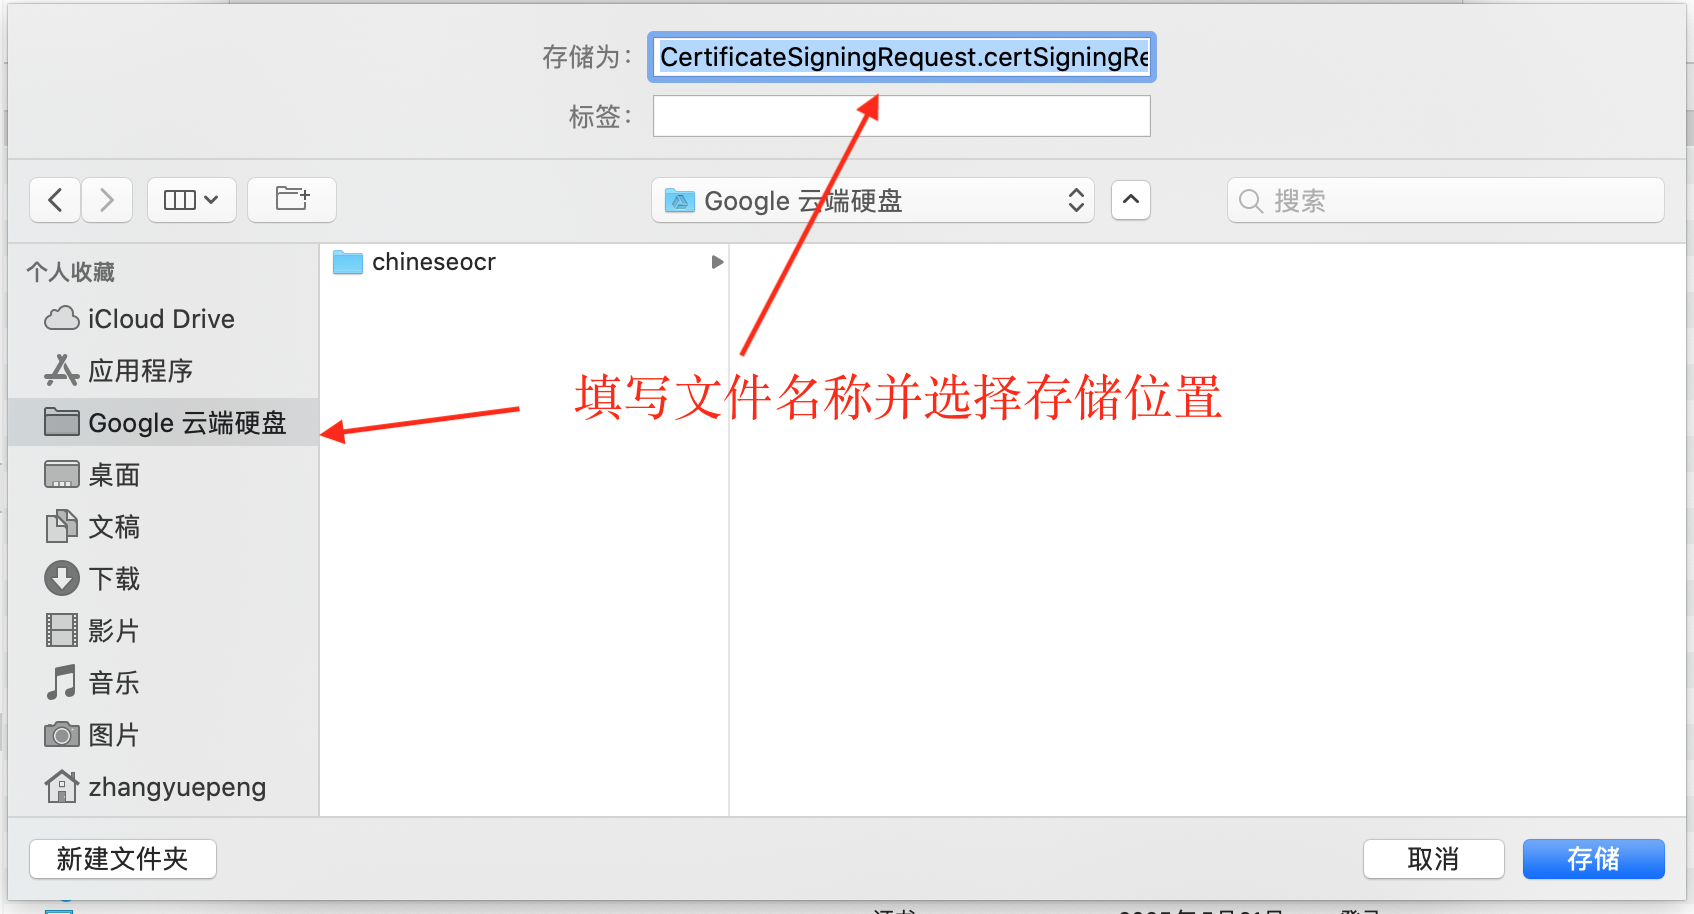 存储为：
CertificateSigningRequest.certSigningRe
标签：
Google 云端硬盘
搜索
个人收藏
chineseocr
iCloud Drive
应用程序
填写文件名称并选择存储位置
Google 云端硬盘
桌面
文稿
下载
影片
音乐
图片
zhangyuepeng
新建文件夹
取消
存储